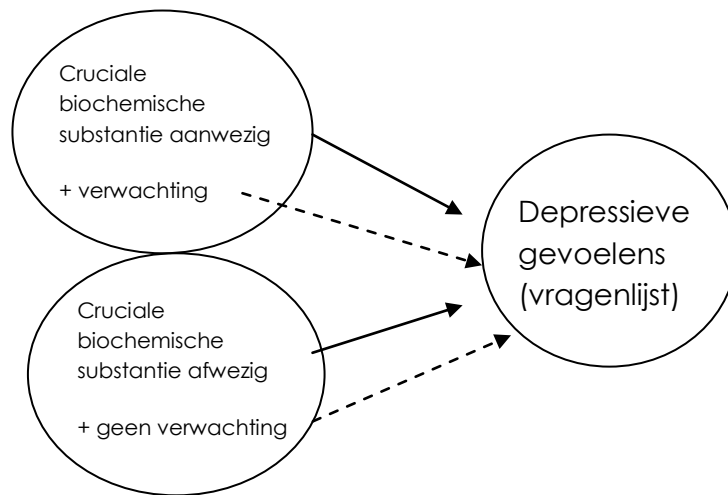 Cruciale
biochemische
substantie aanwezig
+ verwachting
Depressieve
gevoelens
(vragenlijst)
Cruciale
biochemische
substantie afwezig
+ geen verwachting